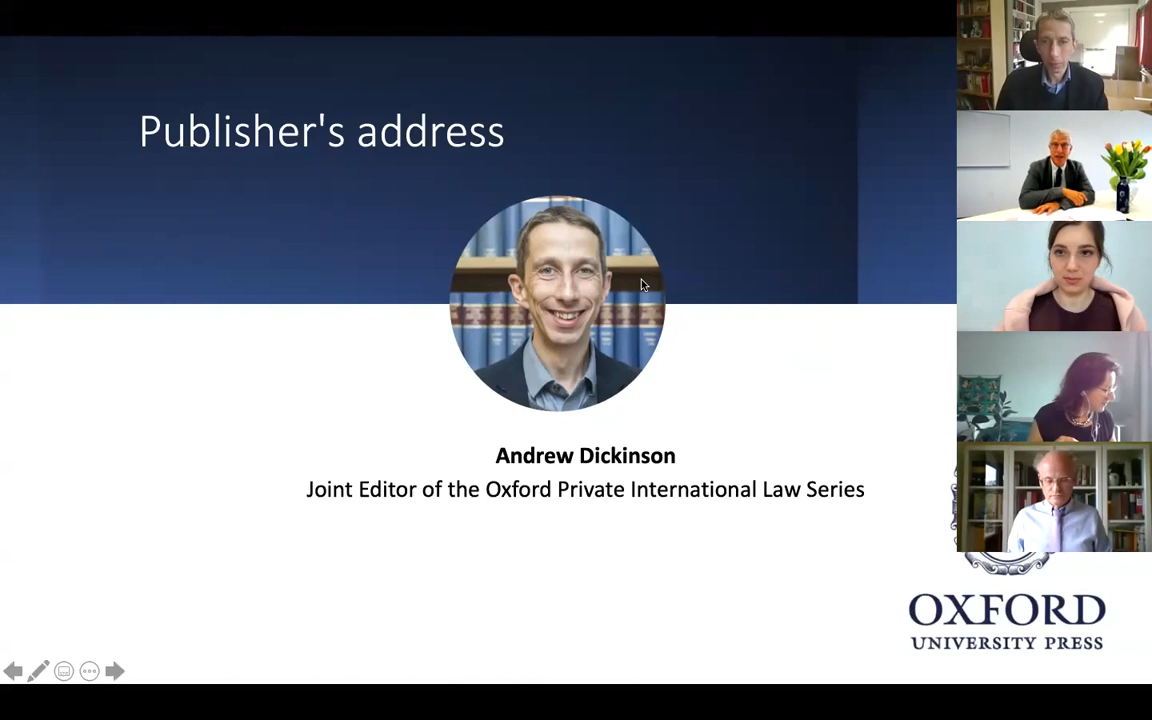 Publisher's address
Andrew Dickinson
Joint Editor of the Oxford Private International Law Series
OXFORD
UNIVERSITY PRESS